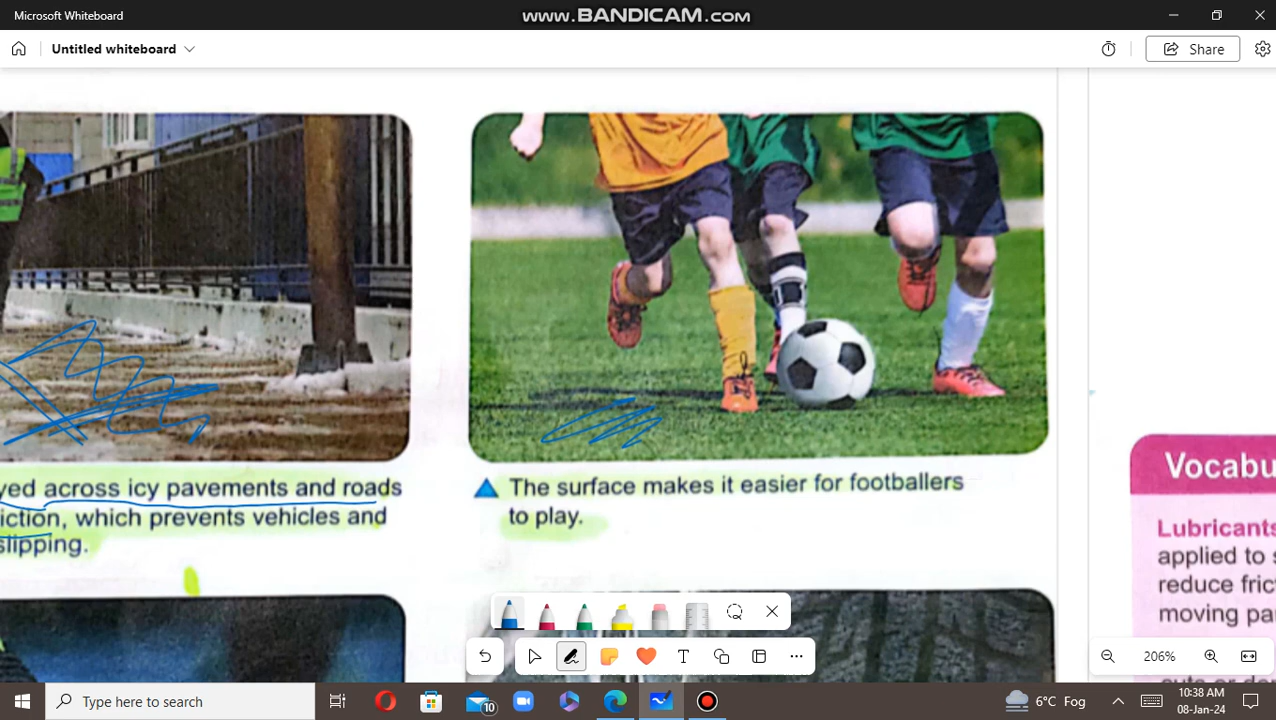 Microsoft Whiteboard
www.BANDICAM.com
Untitled whiteboard
Share
yed across icy pavements and roads
iction, which prevents vehicles and
slipping.
The surface makes it easier for footballers
to play.
Vocabu
Lubricants
applied to s
reduce fric
moving pa
206%
Type here to search
10
6°C Fog
10:38 AM
08-Jan-24